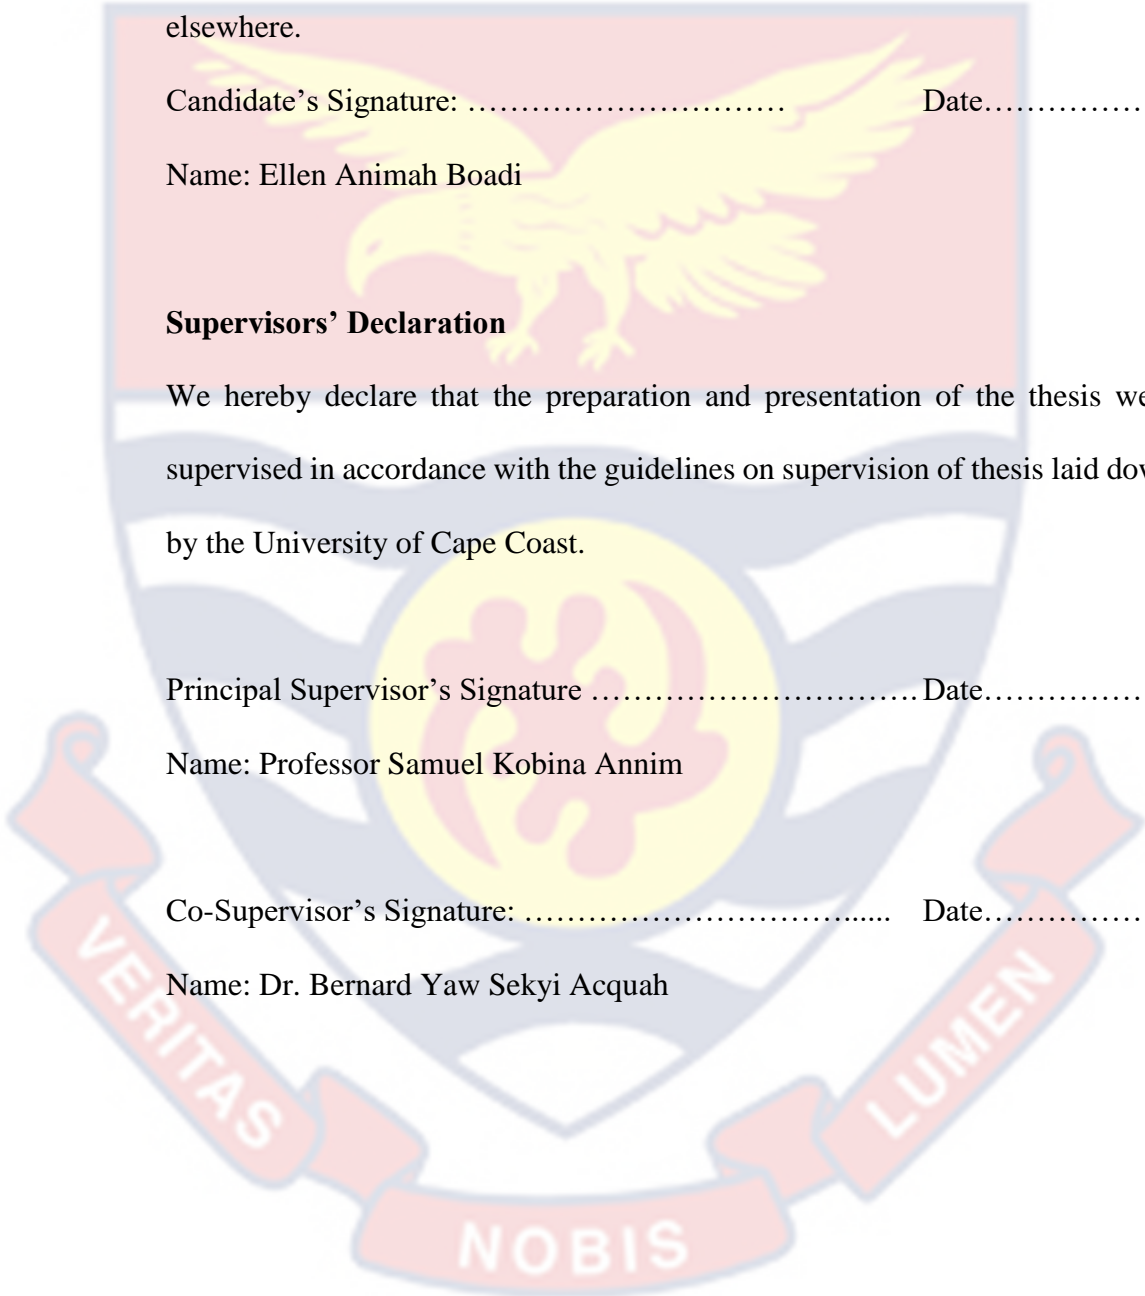 elsewhere.
Candidate’s Signature: ………………………… Date……………
Name: Ellen Animah Boadi
Supervisors’ Declaration
We hereby declare that the preparation and presentation of the thesis we
supervised in accordance with the guidelines on supervision of thesis laid dov
by the University of Cape Coast.
Principal Supervisor’s Signature ………………………….Date……………
Name: Professor Samuel Kobina Annim
Co-Supervisor’s Signature: …………………………...... Date……………
Name: Dr. Bernard Yaw Sekyi Acquah
VERITAS
NOBIS
LUMEN